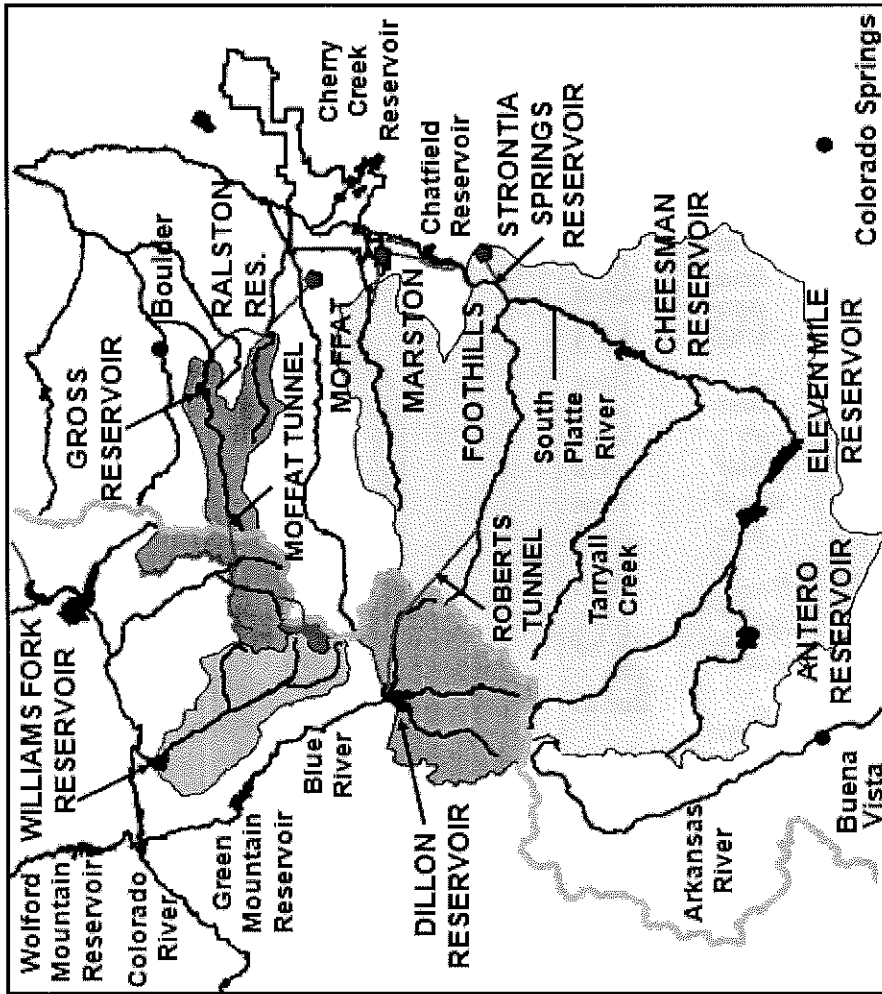 Wolford
Mountain
Reservoir
WILLIAMS FORK
RESERVOIR
Colorado
River
Green
Mountain
Reservoir
Blue
River
GROSS
RESERVOIR
Boulder
RALSTON
RES.
MOFFAT TUNNEL
MOFFAT
MARSTON
Cherry
Creek
Reservoir
Chatfield
Reservoir
STRONTIA
SPRINGS
RESERVOIR
FOOTHILLS
DILLON
RESERVOIR
ROBERTS
TUNNEL
South
Platte
River
Tarryall
Creek
CHEESMAN
RESERVOIR
Arkansas
River
Buena
Vista
ANTERO
RESERVOIR
ELEVENMILE
RESERVOIR
Colorado Springs